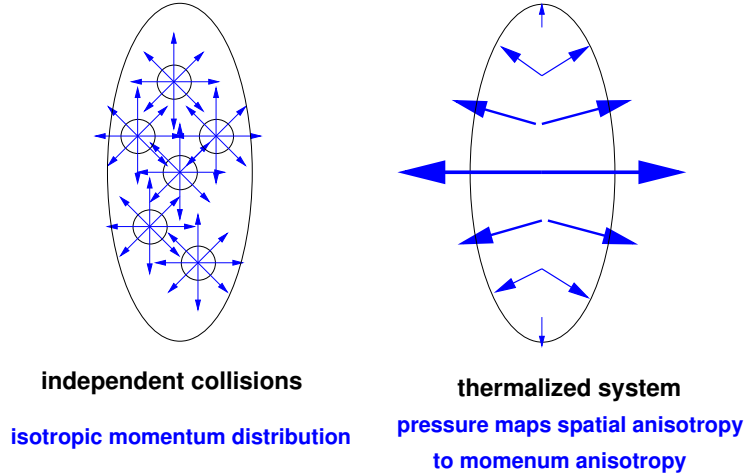 independent collisions
isotropic momentum distribution
thermalized system
pressure maps spatial anisotropy
to momenum anisotropy